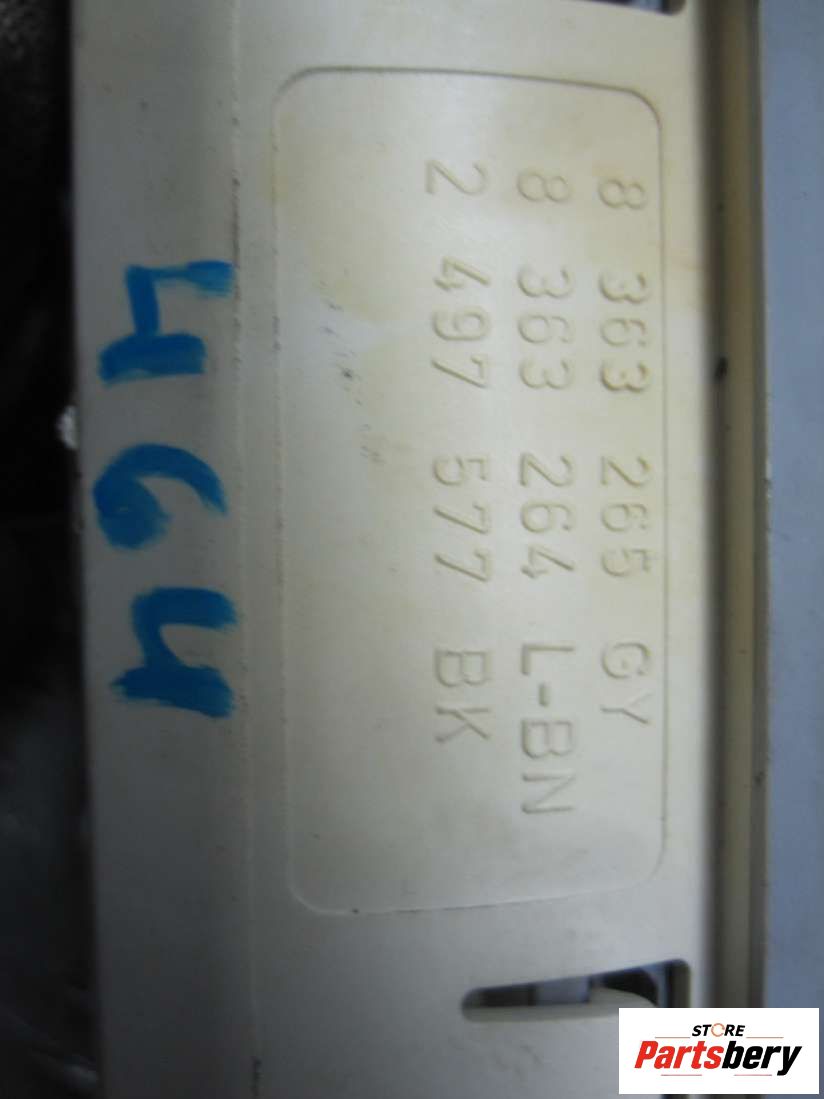 8 363 265 GY
8 363 264 L-BN
2 497 577 BK
464
STORE
Partsbery